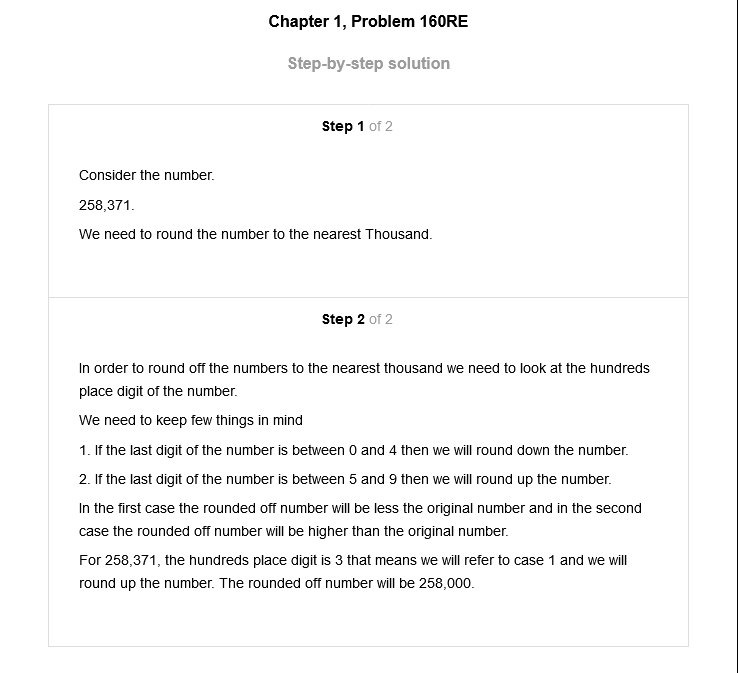 Chapter 1, Problem 160RE
Step-by-step solution
Step 1 of 2
Consider the number.
258,371.
We need to round the number to the nearest Thousand.
Step 2 of 2
In order to round off the numbers to the nearest thousand we need to look at the hundreds
place digit of the number.
We need to keep few things in mind
1. If the last digit of the number is between 0 and 4 then we will round down the number.
2. If the last digit of the number is between 5 and 9 then we will round up the number.
In the first case the rounded off number will be less the original number and in the second
case the rounded off number will be higher than the original number.
For 258,371, the hundreds place digit is 3 that means we will refer to case 1 and we will
round up the number. The rounded off number will be 258,000.